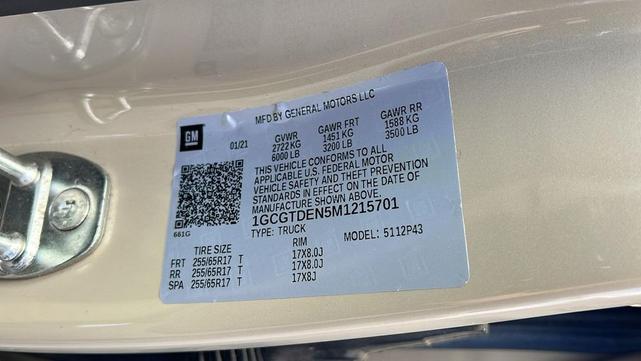 MFD BY GENERAL MOTORS LLC
GM
01/21
GVWR GAWR FRT GAWR RR
2722 KG 1451 KG 1588 KG
6000 LB 3200 LB 3500 LB
THIS VEHICLE CONFORMS TO ALL
APPLICABLE U.S. FEDERAL MOTOR
VEHICLE SAFETY AND THEFT PREVENTION
STANDARDS IN EFFECT ON THE DATE OF
MANUFACTURE SHOWN ABOVE.
1GCGTDEN5M1215701
661G
TYPE: TRUCK MODEL: 5112P43
TIRE SIZE RIM
FRT 255/65R17 T 17X8.0J
RR 255/65R17 T 17X8.0J
SPA 255/65R17 T 17X8J